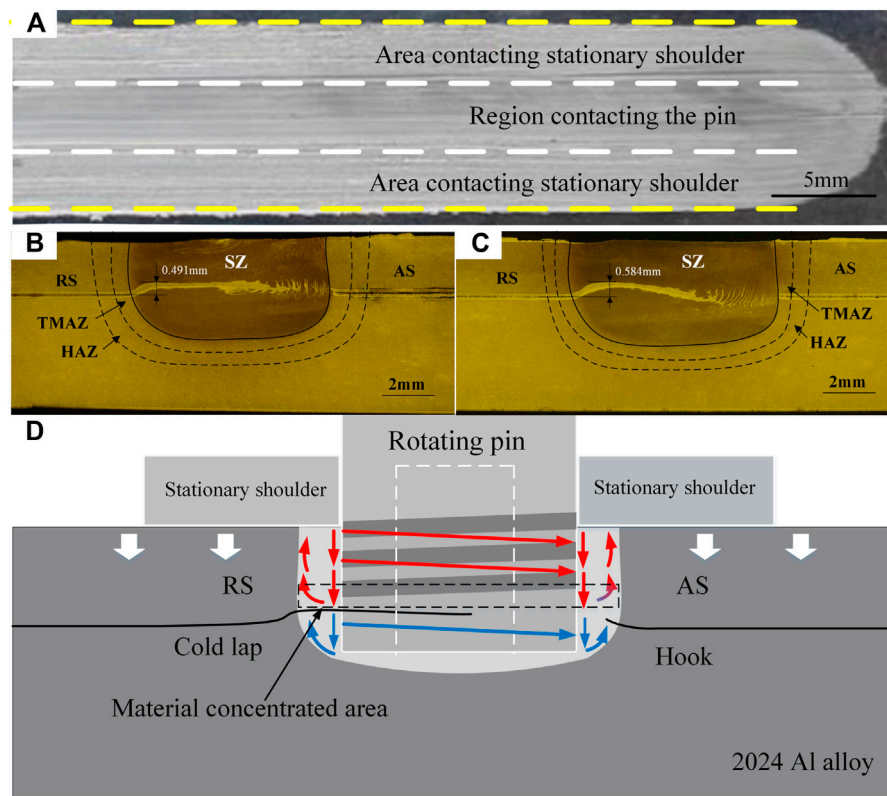 A
Area contacting stationary shoulder
Region contacting the pin
Area contacting stationary shoulder
5mm
B
SZ
0.491mm
RS
AS
TMAZ
HAZ
2mm
C
SZ
0.584mm
RS
AS
TMAZ
HAZ
2mm
D
Rotating pin
Stationary shoulder
Stationary shoulder
RS
AS
Cold lap
Hook
Material concentrated area
2024 Al alloy